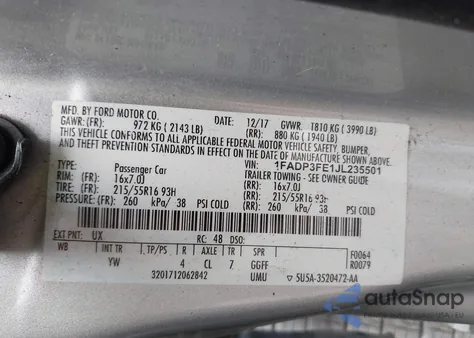 MFD. BY FORD MOTOR CO.
DATE: 12/17 GVWR: 1810 KG ( 3990 LB)
GAWR: (FR): 972 KG ( 2143 LB) (RR): 880 KG ( 1940 LB)
THIS VEHICLE CONFORMS TO ALL APPLICABLE FEDERAL MOTOR VEHICLE SAFETY, BUMPER,
AND THEFT PREVENTION STANDARDS IN EFFECT ON THE DATE OF MANUFACTURE SHOWN ABOVE.
VIN: 1FADP3FE1JL235501
TYPE: Passenger Car TRAILER TOWING - SEE OWNER GUIDE
RIM: (FR): 16x7.0J (RR): 16x7.0J
TIRE: (FR): 215/55R16 93H (RR): 215/55R16 93H
PRESSURE: (FR): 260 kPa/ 38 PSI COLD (RR): 260 kPa/ 38 PSI COLD
EXT PNT: UX RC: 48 DSO:
WB INT TR TP/PS R AXLE TR SPR F0064
YW 4 CL 7 GGFF R0079
3201712062842 UMU ▽ 5U5A-3S20472-AA
autoSnap